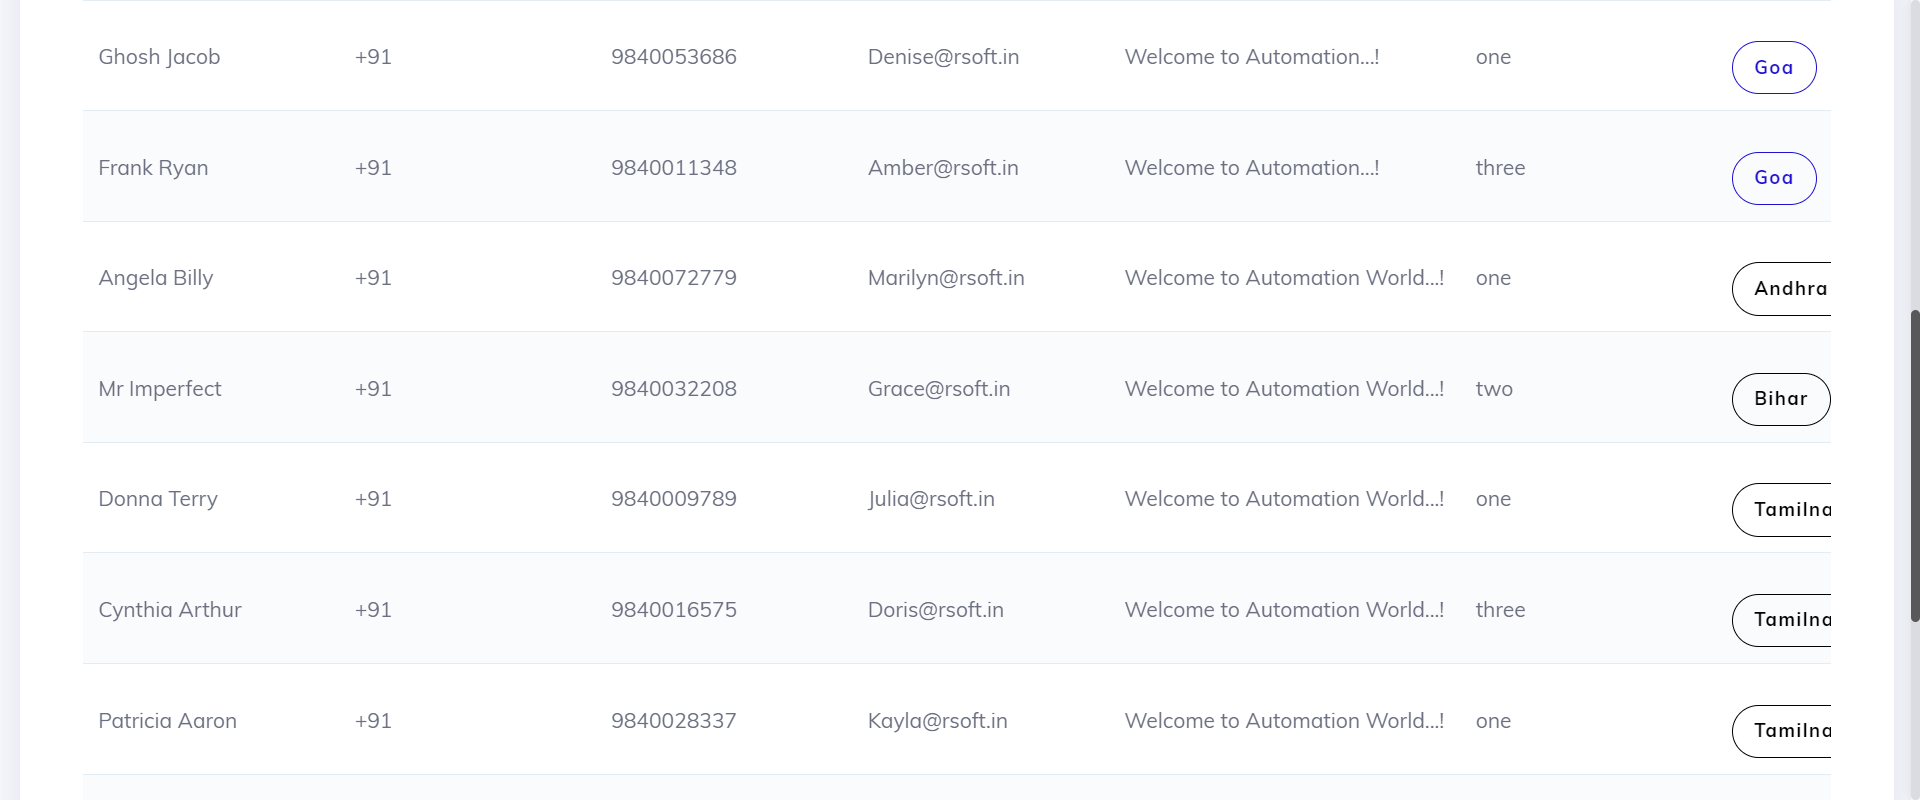 Ghosh Jacob +91 9840053686 Denise@rsoft.in Welcome to Automation...! one Goa
Frank Ryan +91 9840011348 Amber@rsoft.in Welcome to Automation...! three Goa
Angela Billy +91 9840072779 Marilyn@rsoft.in Welcome to Automation World...! one Andhra
Mr Imperfect +91 9840032208 Grace@rsoft.in Welcome to Automation World...! two Bihar
Donna Terry +91 9840009789 Julia@rsoft.in Welcome to Automation World...! one Tamilna
Cynthia Arthur +91 9840016575 Doris@rsoft.in Welcome to Automation World...! three Tamilna
Patricia Aaron +91 9840028337 Kayla@rsoft.in Welcome to Automation World...! one Tamilna